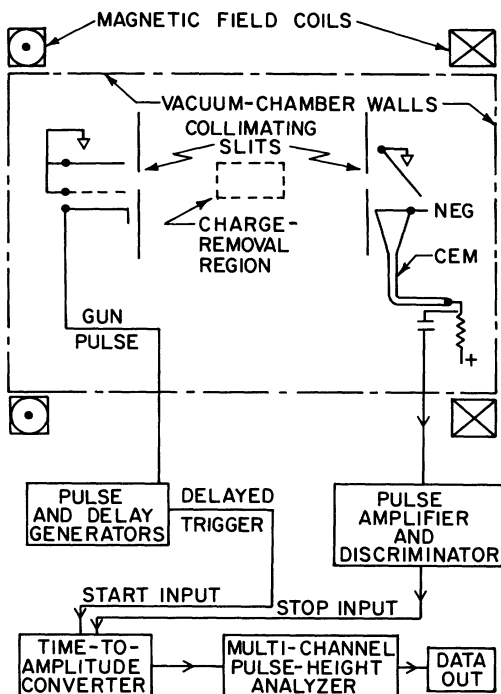 MAGNETIC FIELD COILS
VACUUM-CHAMBER WALLS
COLLIMATING
SLITS
CHARGE-
REMOVAL
REGION
NEG
CEM
GUN
PULSE
+
PULSE
AND DELAY
GENERATORS
DELAYED
TRIGGER
PULSE
AMPLIFIER
AND
DISCRIMINATOR
START INPUT
STOP INPUT
TIME-TO-
AMPLITUDE
CONVERTER
MULTI-CHANNEL
PULSE-HEIGHT
ANALYZER
DATA
OUT